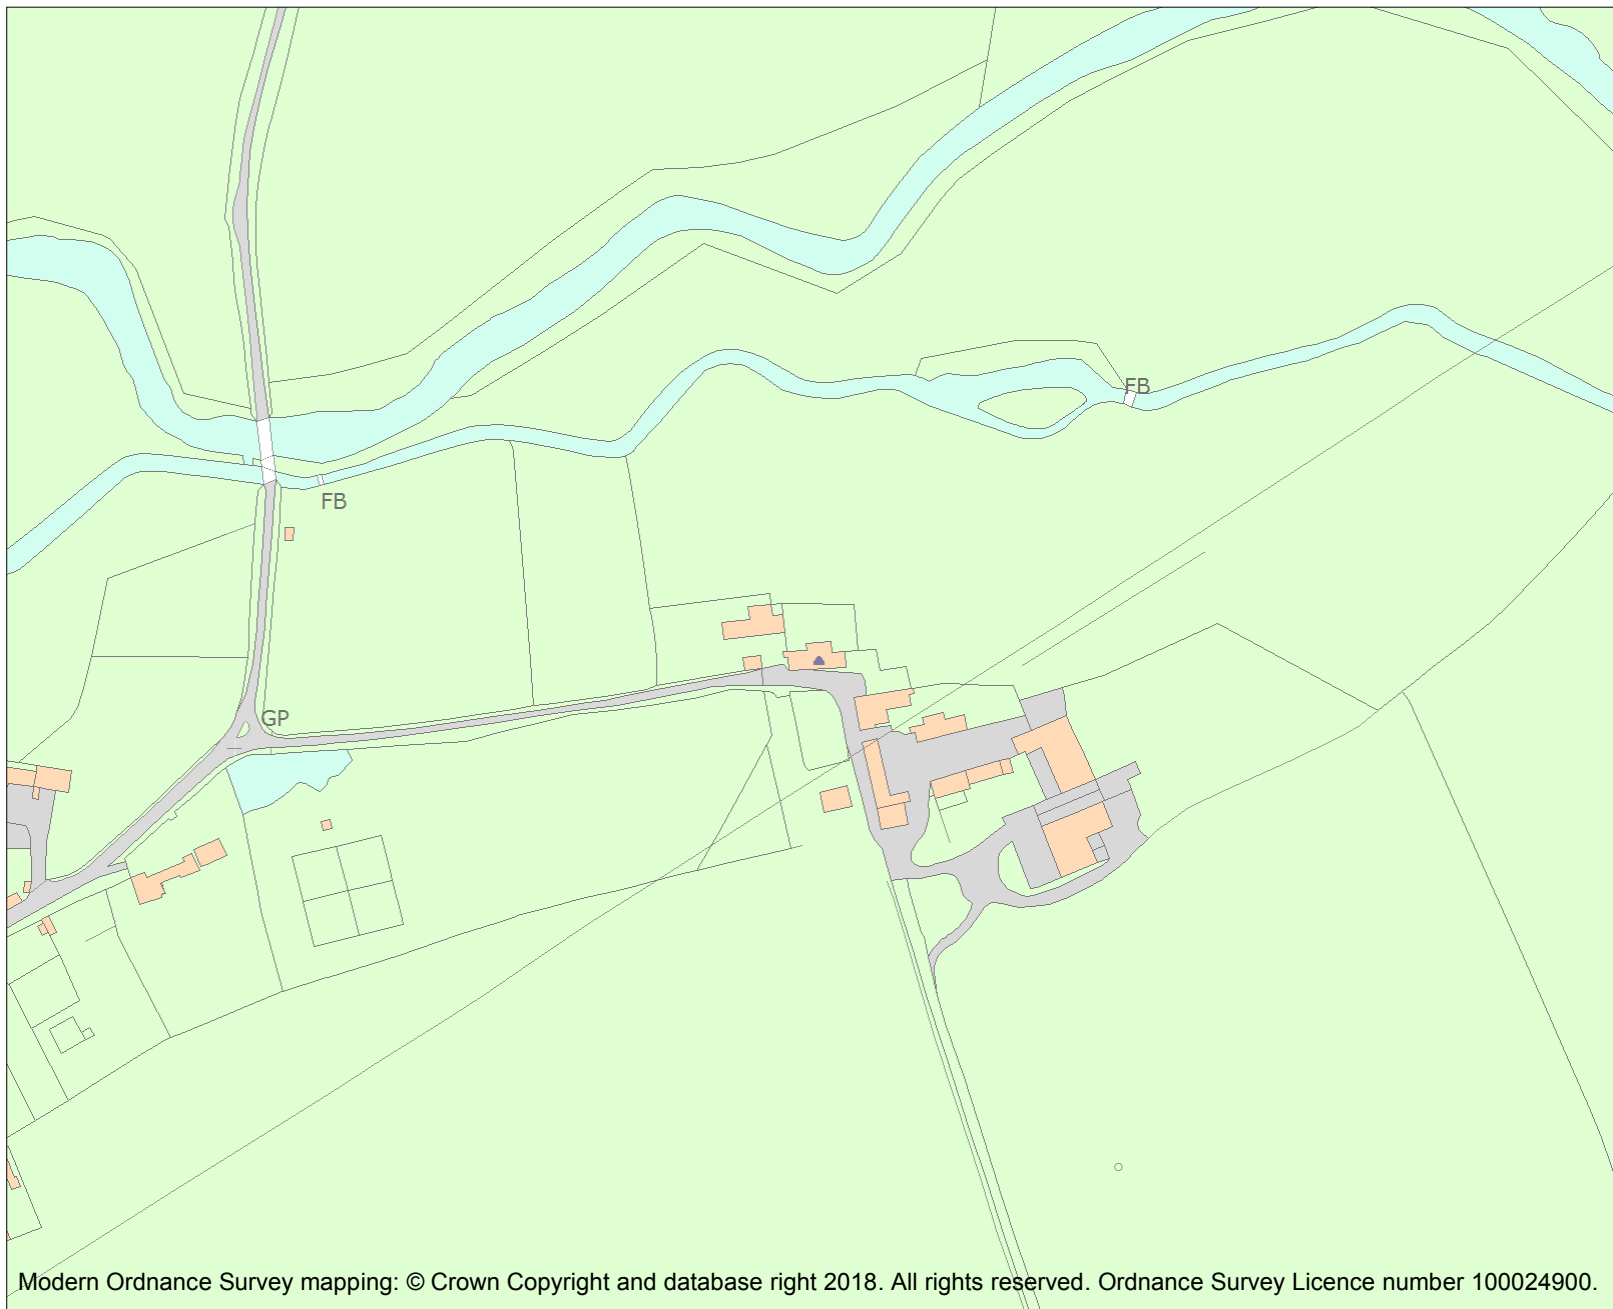 FB
FB
GP
Modern Ordnance Survey mapping: © Crown Copyright and database right 2018. All rights reserved. Ordnance Survey Licence number 100024900.